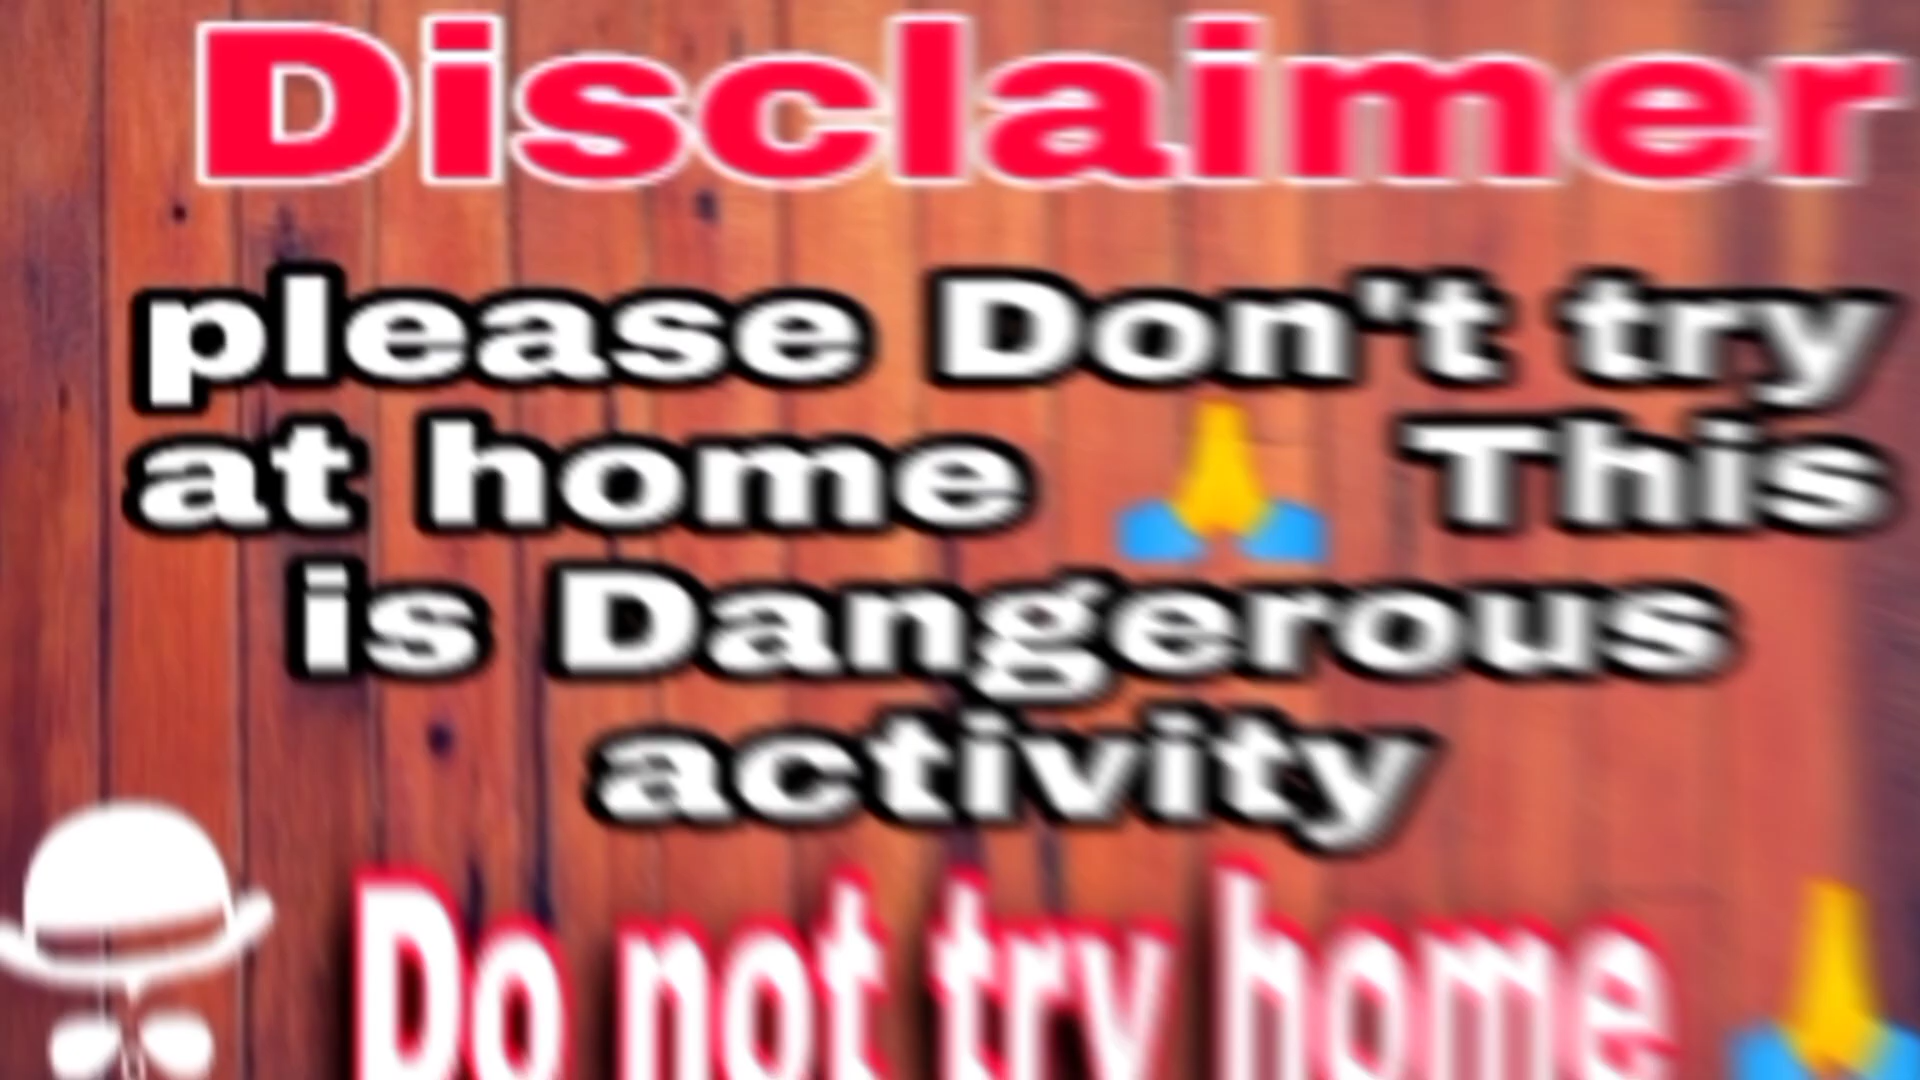 Disclaimer
please Don't try
at home 🙏 This
is Dangerous
activity
Do not try home 🙏